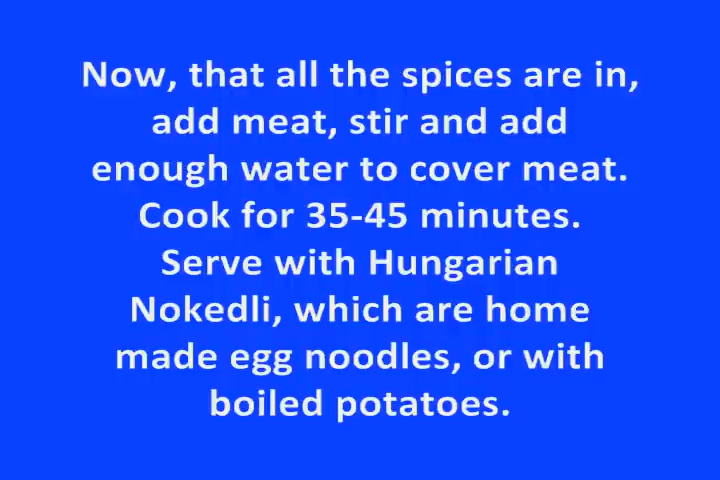 Now, that all the spices are in,
add meat, stir and add
enough water to cover meat.
Cook for 35-45 minutes.
Serve with Hungarian
Nokedli, which are home
made egg noodles, or with
boiled potatoes.